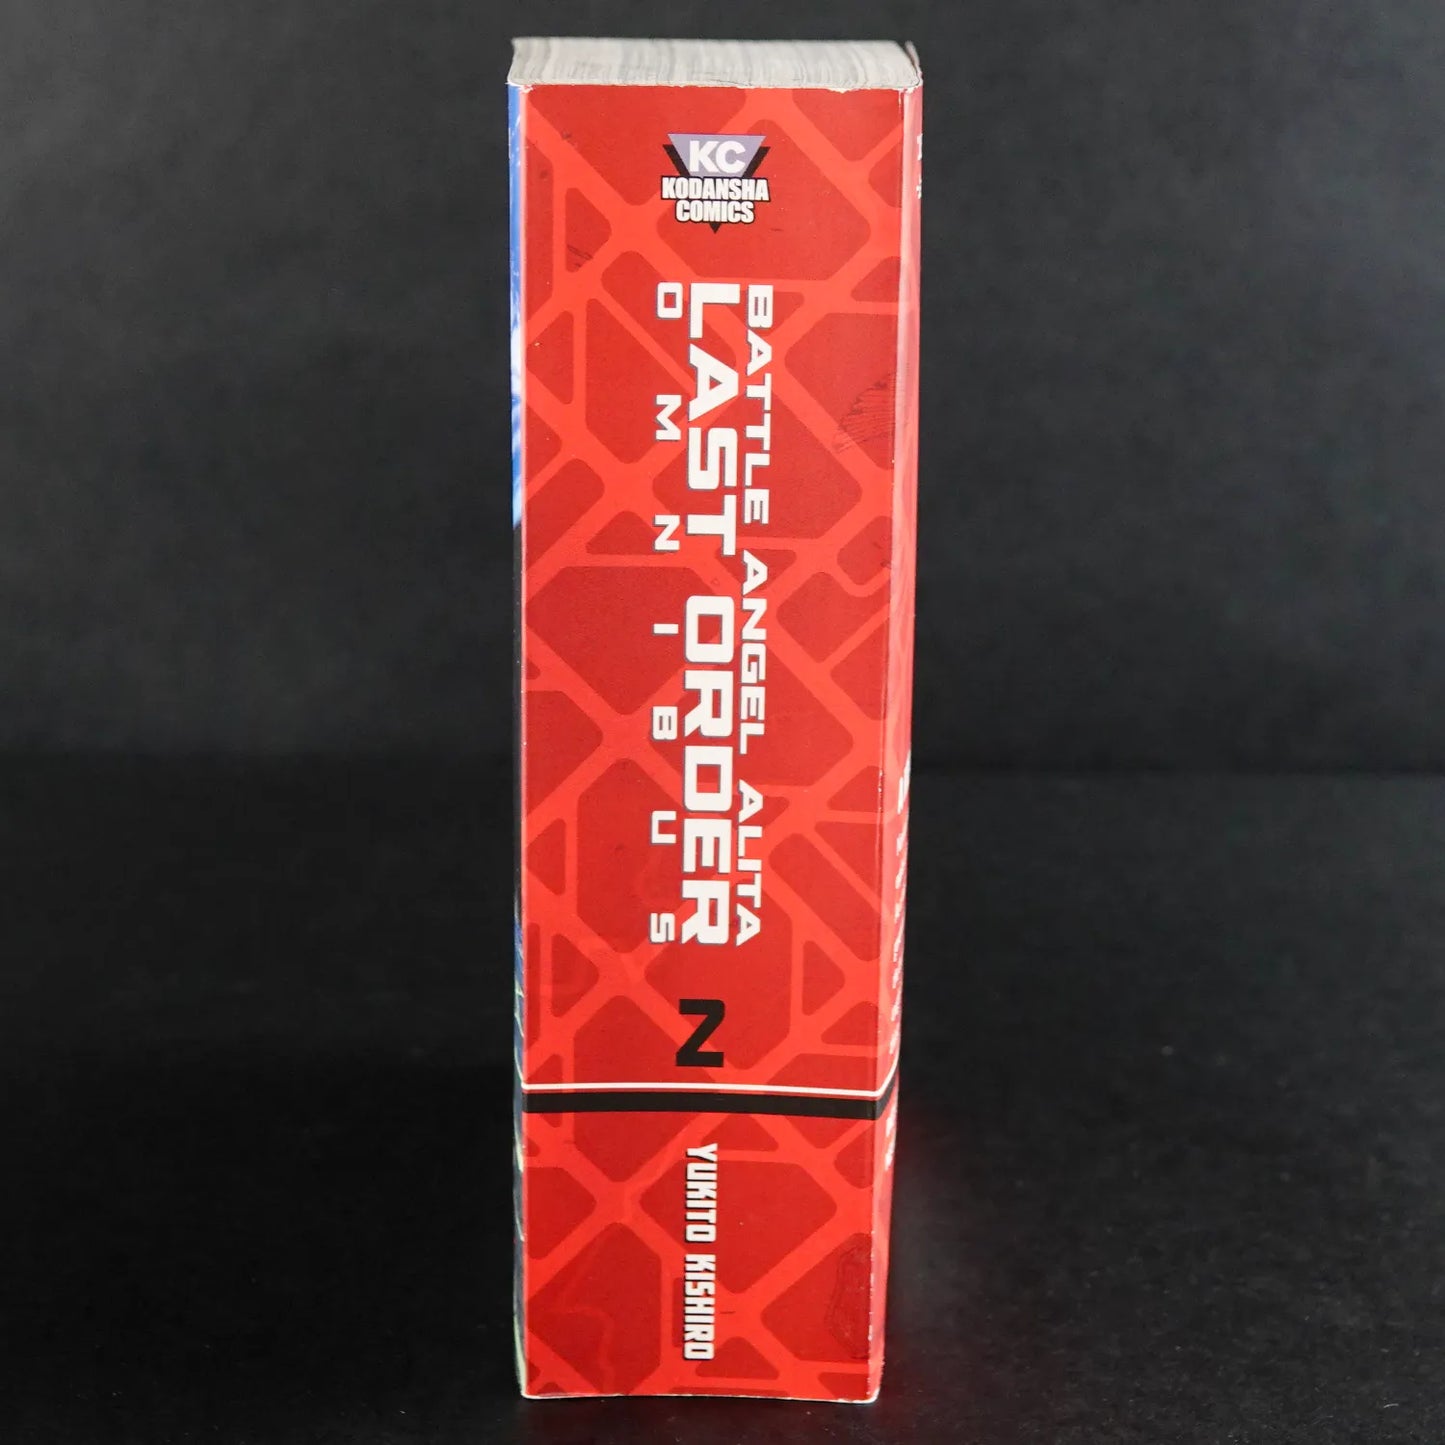 KC
KODANSHA
COMICS
BATTLE ANGEL ALITA
LAST ORDER
OMNIBUS
2
YUKITO KISHIRO